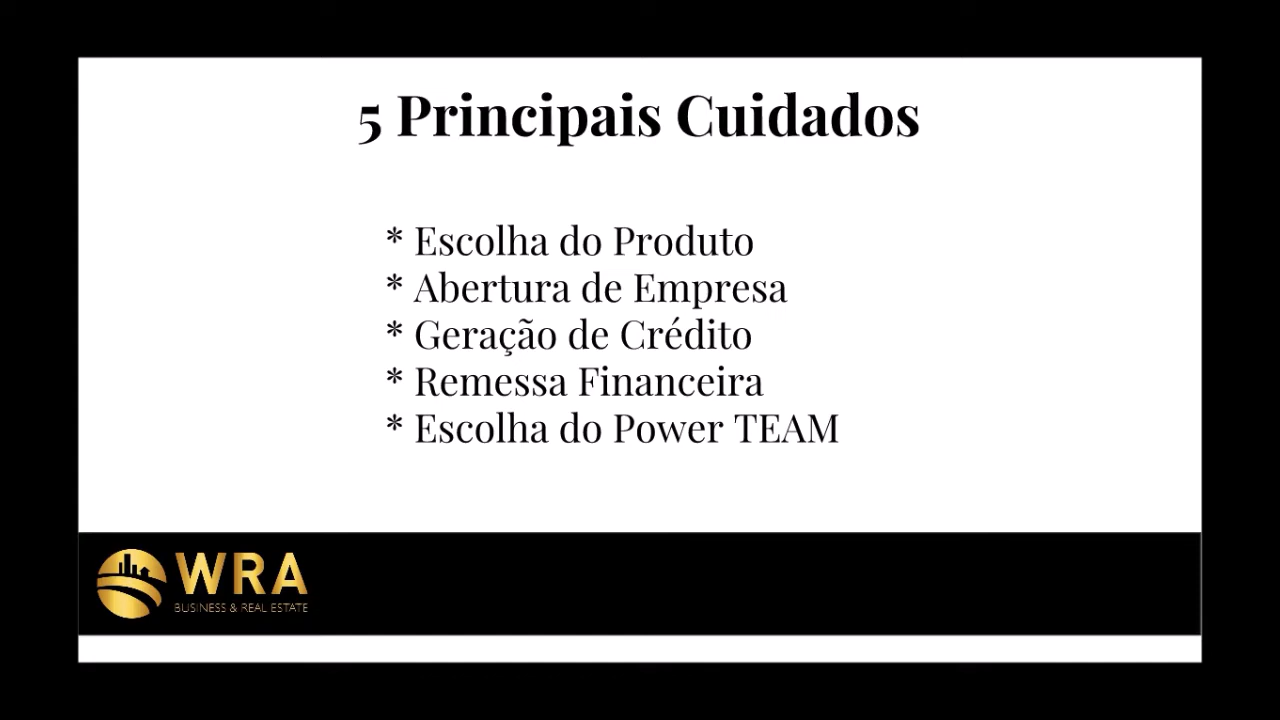 5 Principais Cuidados
* Escolha do Produto
* Abertura de Empresa
* Geração de Crédito
* Remessa Financeira
* Escolha do Power TEAM
WRA
BUSINESS & REAL ESTATE